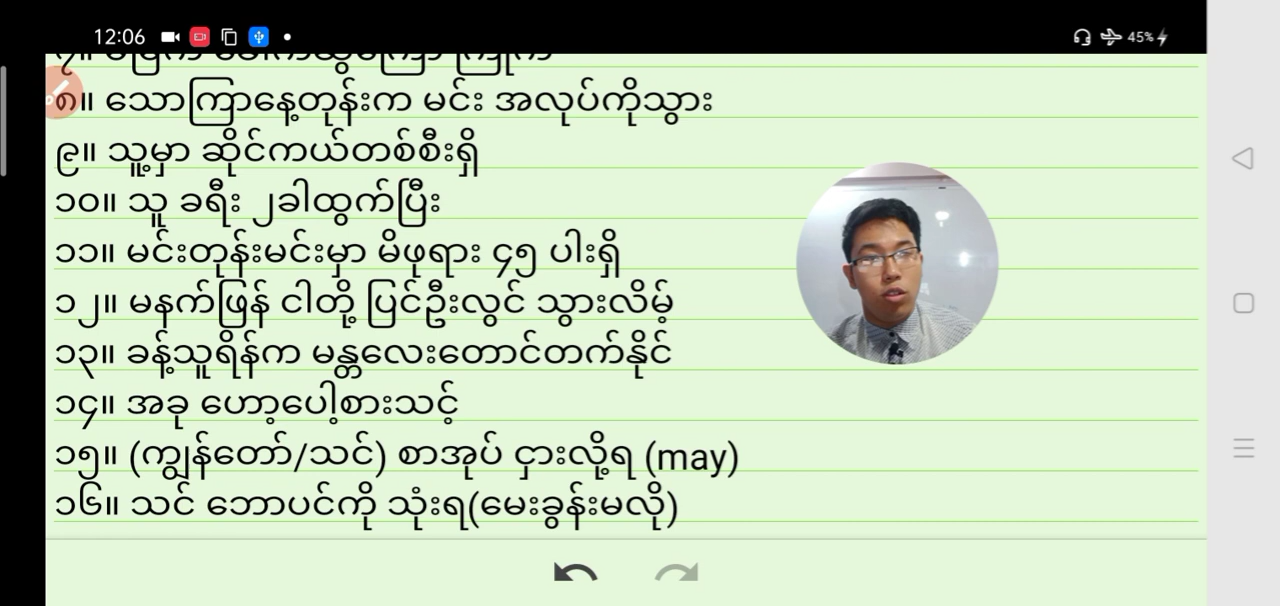 12:06 45%
၈။ သောကြာနေ့တုန်းက မင်း အလုပ်ကိုသွား
၉။ သူ့မှာ ဆိုင်ကယ်တစ်စီးရှိ
၁၀။ သူ ခရီး ၂ခါထွက်ပြီး
၁၁။ မင်းတုန်းမင်းမှာ မိဖုရား ၄၅ ပါးရှိ
၁၂။ မနက်ဖြန် ငါတို့ ပြင်ဦးလွင် သွားလိမ့်
၁၃။ ခန့်သူရိန်က မန္တလေးတောင်တက်နိုင်
၁၄။ အခု ဟော့ပေါ့စားသင့်
၁၅။ (ကျွန်တော်/သင်) စာအုပ် ငှားလို့ရ (may)
၁၆။ သင် ဘောပင်ကို သုံးရ(မေးခွန်းမလို)